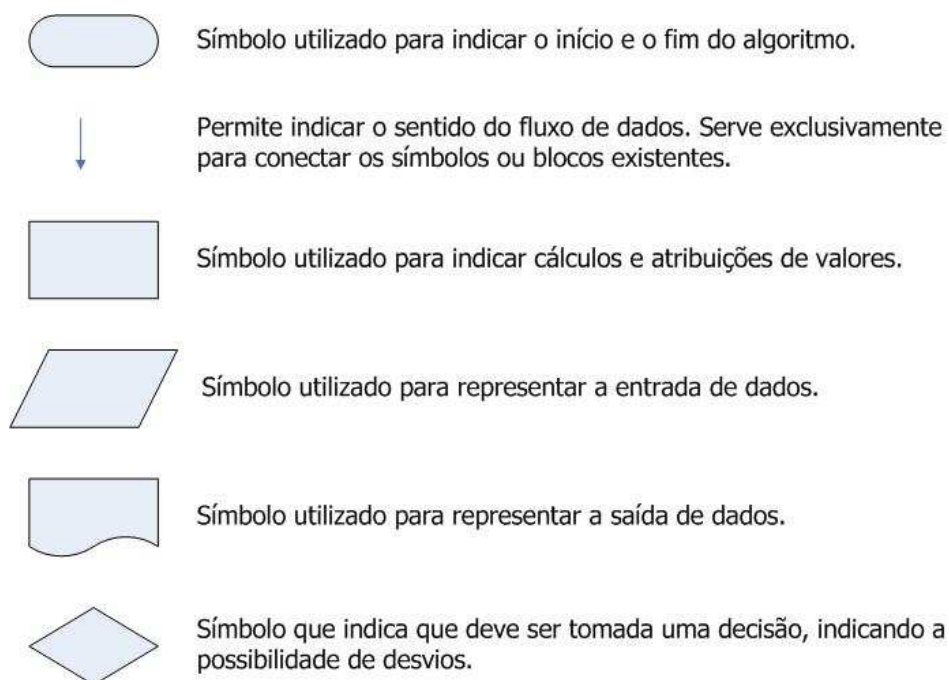 Símbolo utilizado para indicar o início e o fim do algoritmo.
Permite indicar o sentido do fluxo de dados. Serve exclusivamente
para conectar os símbolos ou blocos existentes.
Símbolo utilizado para indicar cálculos e atribuições de valores.
Símbolo utilizado para representar a entrada de dados.
Símbolo utilizado para representar a saída de dados.
Símbolo que indica que deve ser tomada uma decisão, indicando a
possibilidade de desvios.